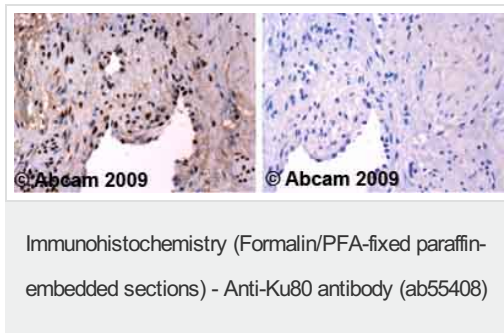 © Abcam 2009 © Abcam 2009
Immunohistochemistry (Formalin/PFA-fixed paraffin-
embedded sections) - Anti-Ku80 antibody (ab55408)